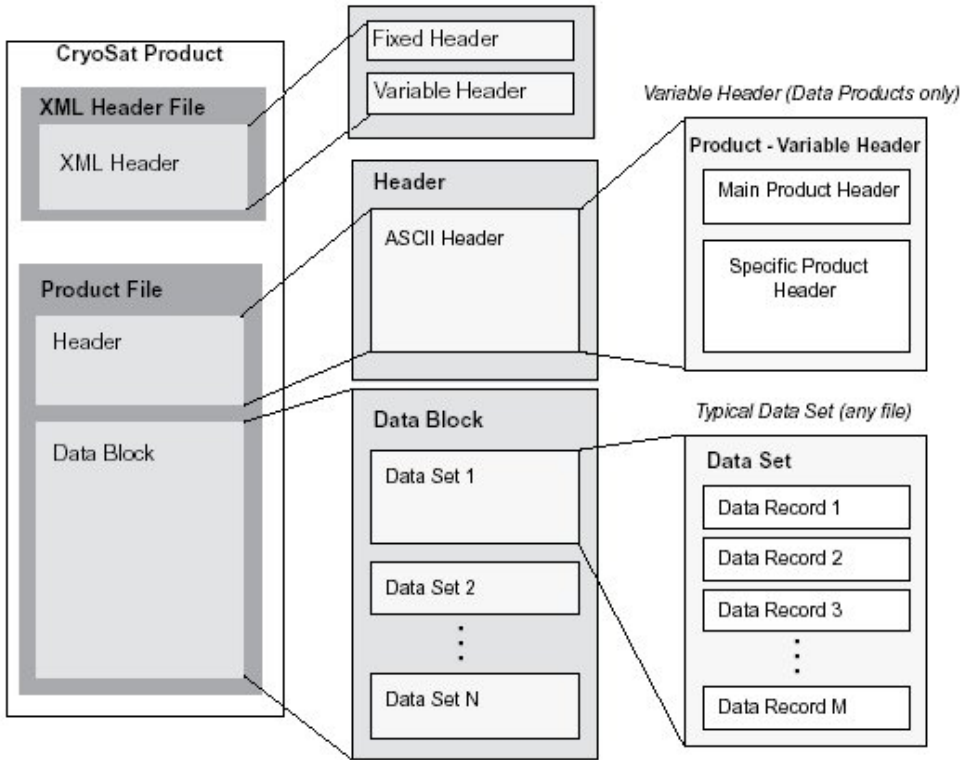 CryoSat Product
XML Header File
XML Header
Product File
Header
Data Block
Fixed Header
Variable Header
Header
ASCII Header
Data Block
Data Set 1
Data Set 2
Data Set N
Variable Header (Data Products only)
Product - Variable Header
Main Product Header
Specific Product
Header
Typical Data Set (any file)
Data Set
Data Record 1
Data Record 2
Data Record 3
Data Record M